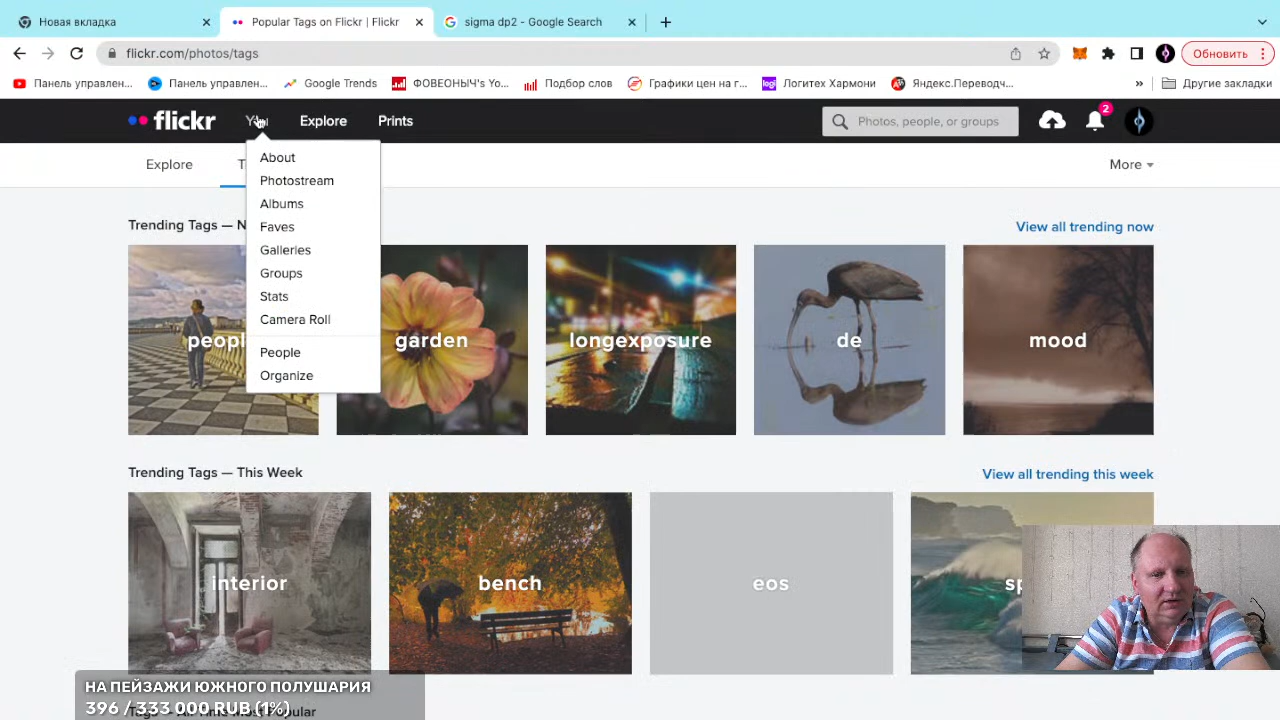 Новая вкладка
Popular Tags on Flickr | Flickr
sigma dp2 - Google Search
flickr.com/photos/tags
Обновить
Панель управлен...
Панель управлен...
Google Trends
ФОВЕОНЫЧ's Yo...
Подбор слов
Графики цен на г...
Логитех Хармони
Яндекс.Переводч...
»
Другие закладки
flickr
You
Explore
Prints
Photos, people, or groups
2
Explore
More
About
Photostream
Albums
Faves
Galleries
Groups
Stats
Camera Roll
People
Organize
View all trending now
garden
longexposure
de
mood
Trending Tags — This Week
View all trending this week
interior
bench
eos
НА ПЕЙЗАЖИ ЮЖНОГО ПОЛУШАРИЯ
396 / 333 000 RUB (1%)